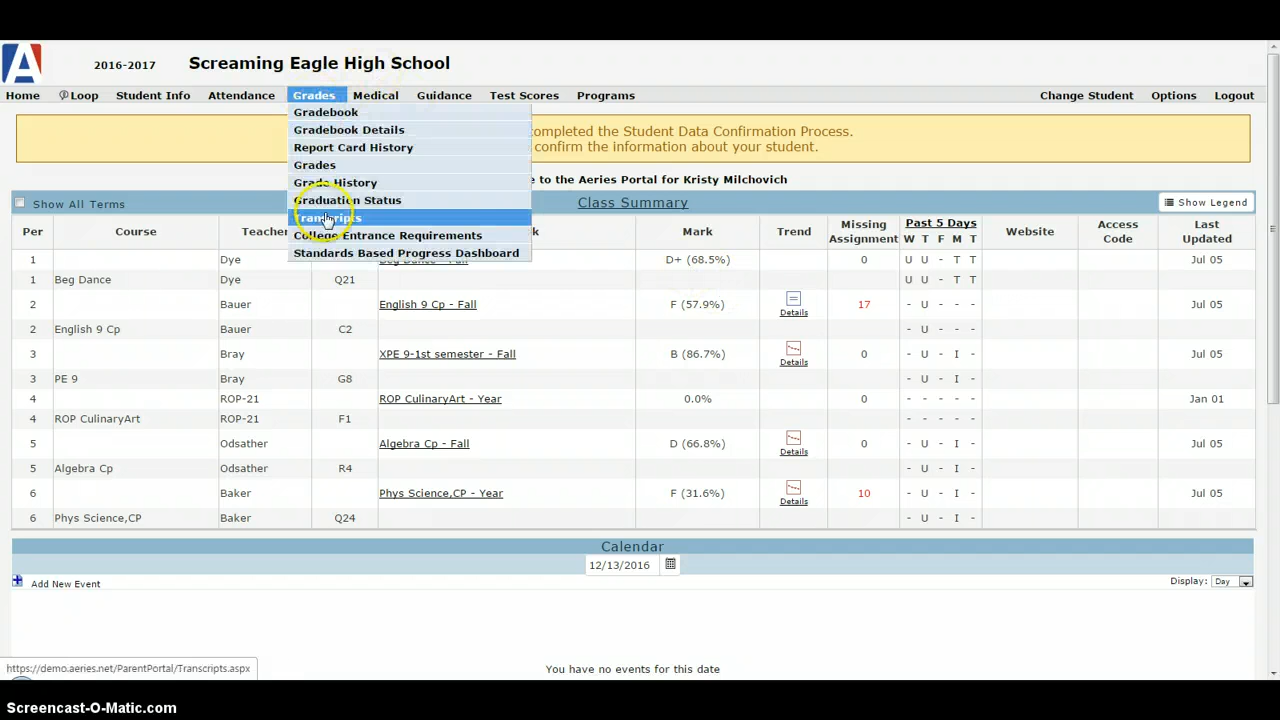 2016-2017 Screaming Eagle High School
Home Loop Student Info Attendance Grades Medical Guidance Test Scores Programs Change Student Options Logout
Gradebook
Gradebook Details
Report Card History
Grades
Grade History
Graduation Status
Transcripts
College Entrance Requirements
Standards Based Progress Dashboard
completed the Student Data Confirmation Process.
confirm the information about your student.
e to the Aeries Portal for Kristy Milchovich
Show All Terms Class Summary Show Legend
Per Course Teacher Mark Trend Missing Assignment Past 5 Days W T F M T Website Access Code Last Updated
1 Dye Beg Dance - Fall D+ (68.5%) 0 U U - T T Jul 05
1 Beg Dance Dye Q21 U U - T T
2 Bauer English 9 Cp - Fall F (57.9%) Details 17 - U - - - Jul 05
2 English 9 Cp Bauer C2 - U - - -
3 Bray XPE 9-1st semester - Fall B (86.7%) Details 0 - U - I - Jul 05
3 PE 9 Bray G8 - U - I -
4 ROP-21 ROP CulinaryArt - Year 0.0% 0 - - - - - Jan 01
4 ROP CulinaryArt ROP-21 F1 - - - - -
5 Odsather Algebra Cp - Fall D (66.8%) Details 0 - U - I - Jul 05
5 Algebra Cp Odsather R4 - U - I -
6 Baker Phys Science,CP - Year F (31.6%) Details 10 - U - I - Jul 05
6 Phys Science,CP Baker Q24 - U - I -
Calendar
12/13/2016
Add New Event Display: Day
You have no events for this date
https://demo.aeries.net/ParentPortal/Transcripts.aspx
Screencast-O-Matic.com